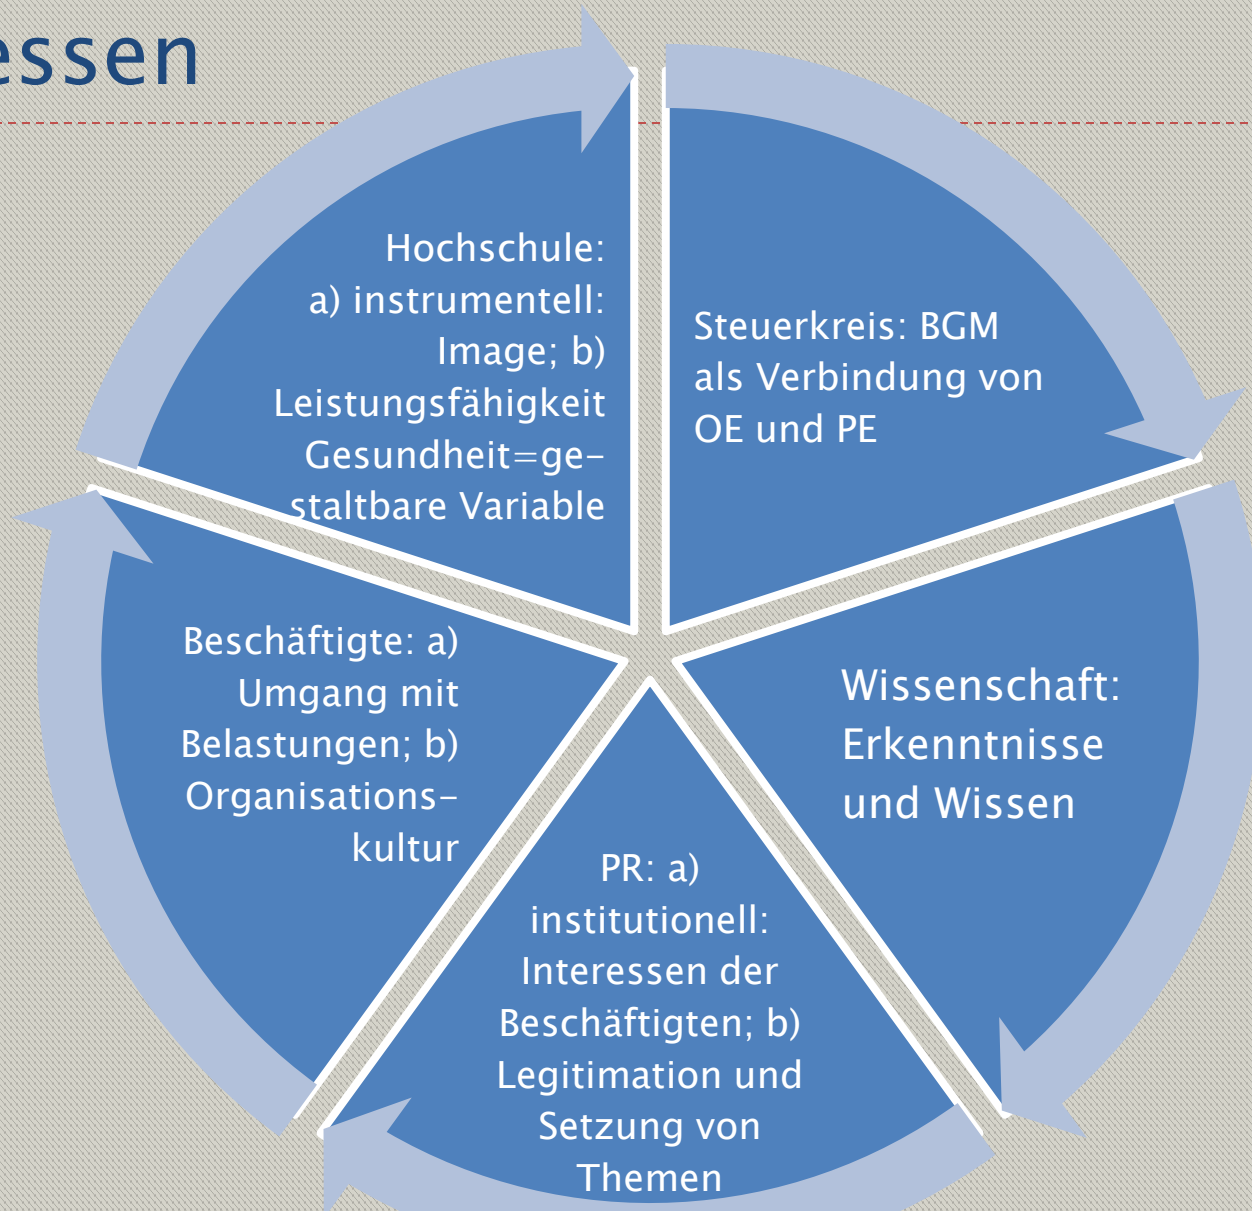 essen
Hochschule:
a) instrumentell:
Image; b)
Leistungsfähigkeit
Gesundheit=ge-
staltbare Variable
Steuerkreis: BGM
als Verbindung von
OE und PE
Wissenschaft:
Erkenntnisse
und Wissen
PR: a)
institutionell:
Interessen der
Beschäftigten; b)
Legitimation und
Setzung von
Themen
Beschäftigte: a)
Umgang mit
Belastungen; b)
Organisations-
kultur